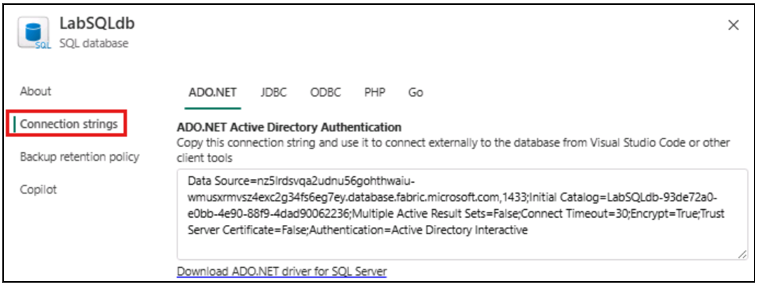 LabSQLdb
SQL
SQL database
About
Connection strings
Backup retention policy
Copilot
ADO.NET JDBC ODBC PHP Go
ADO.NET Active Directory Authentication
Copy this connection string and use it to connect externally to the database from Visual Studio Code or other
client tools
Data Source=nz5lrdsvqa2udnu56gohthwaiu-
wmusxrmvsz4exc2g34fs6eg7ey.database.fabric.microsoft.com,1433;Initial Catalog=LabSQLdb-93de72a0-
e0bb-4e90-88f9-4dad90062236;Multiple Active Result Sets=False;Connect Timeout=30;Encrypt=True;Trust
Server Certificate=False;Authentication=Active Directory Interactive
Download ADO.NET driver for SQL Server